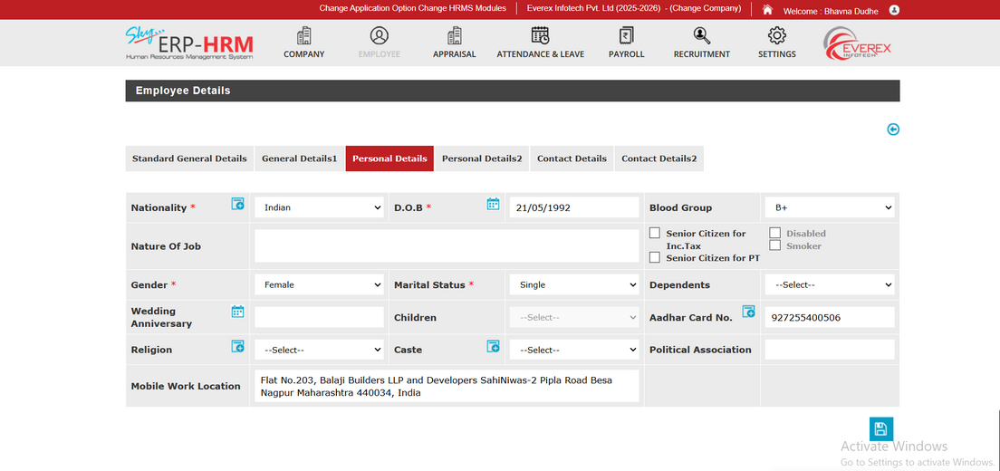 Change Application Option Change HRMS Modules
Everex Infotech Pvt. Ltd (2025-2026) - (Change Company)
Welcome : Bhavna Dudhe
Sky...
ERP-HRM
Human Resources Management System
COMPANY
EMPLOYEE
APPRAISAL
ATTENDANCE & LEAVE
PAYROLL
RECRUITMENT
SETTINGS
EVEREX
INFOTECH
Employee Details
Standard General Details
General Details1
Personal Details
Personal Details2
Contact Details
Contact Details2
Nationality *
Indian
D.O.B *
21/05/1992
Blood Group
B+
Nature Of Job
Senior Citizen for
Inc.Tax
Senior Citizen for PT
Disabled
Smoker
Gender *
Female
Marital Status *
Single
Dependents
--Select--
Wedding
Anniversary
Children
--Select--
Aadhar Card No.
927255400506
Religion
--Select--
Caste
--Select--
Political Association
Mobile Work Location
Flat No.203, Balaji Builders LLP and Developers SahiNiwas-2 Pipla Road Besa
Nagpur Maharashtra 440034, India
Activate Windows
Go to Settings to activate Windows.